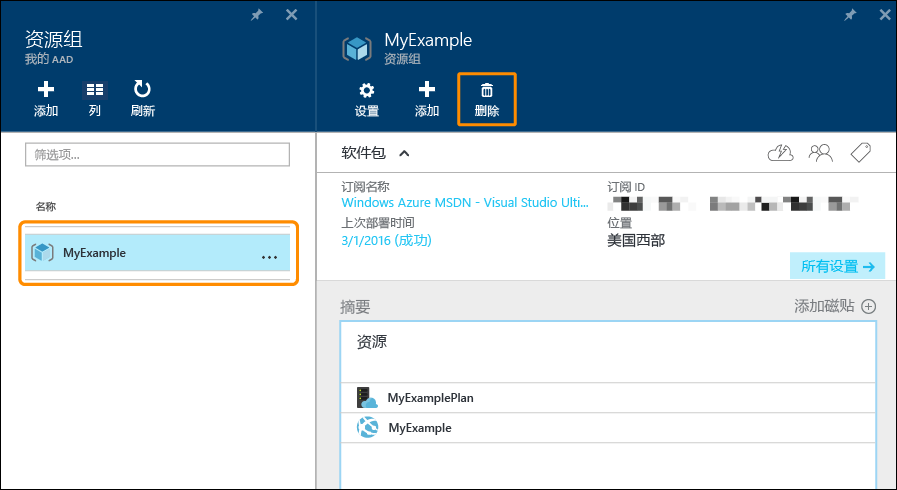 资源组
我的 AAD
添加
列
刷新
筛选项...
名称
MyExample
...
MyExample
资源组
设置
添加
删除
软件包
订阅名称
Windows Azure MSDN - Visual Studio Ulti...
上次部署时间
3/1/2016 (成功)
订阅 ID
位置
美国西部
所有设置
摘要
添加磁贴
资源
MyExamplePlan
MyExample